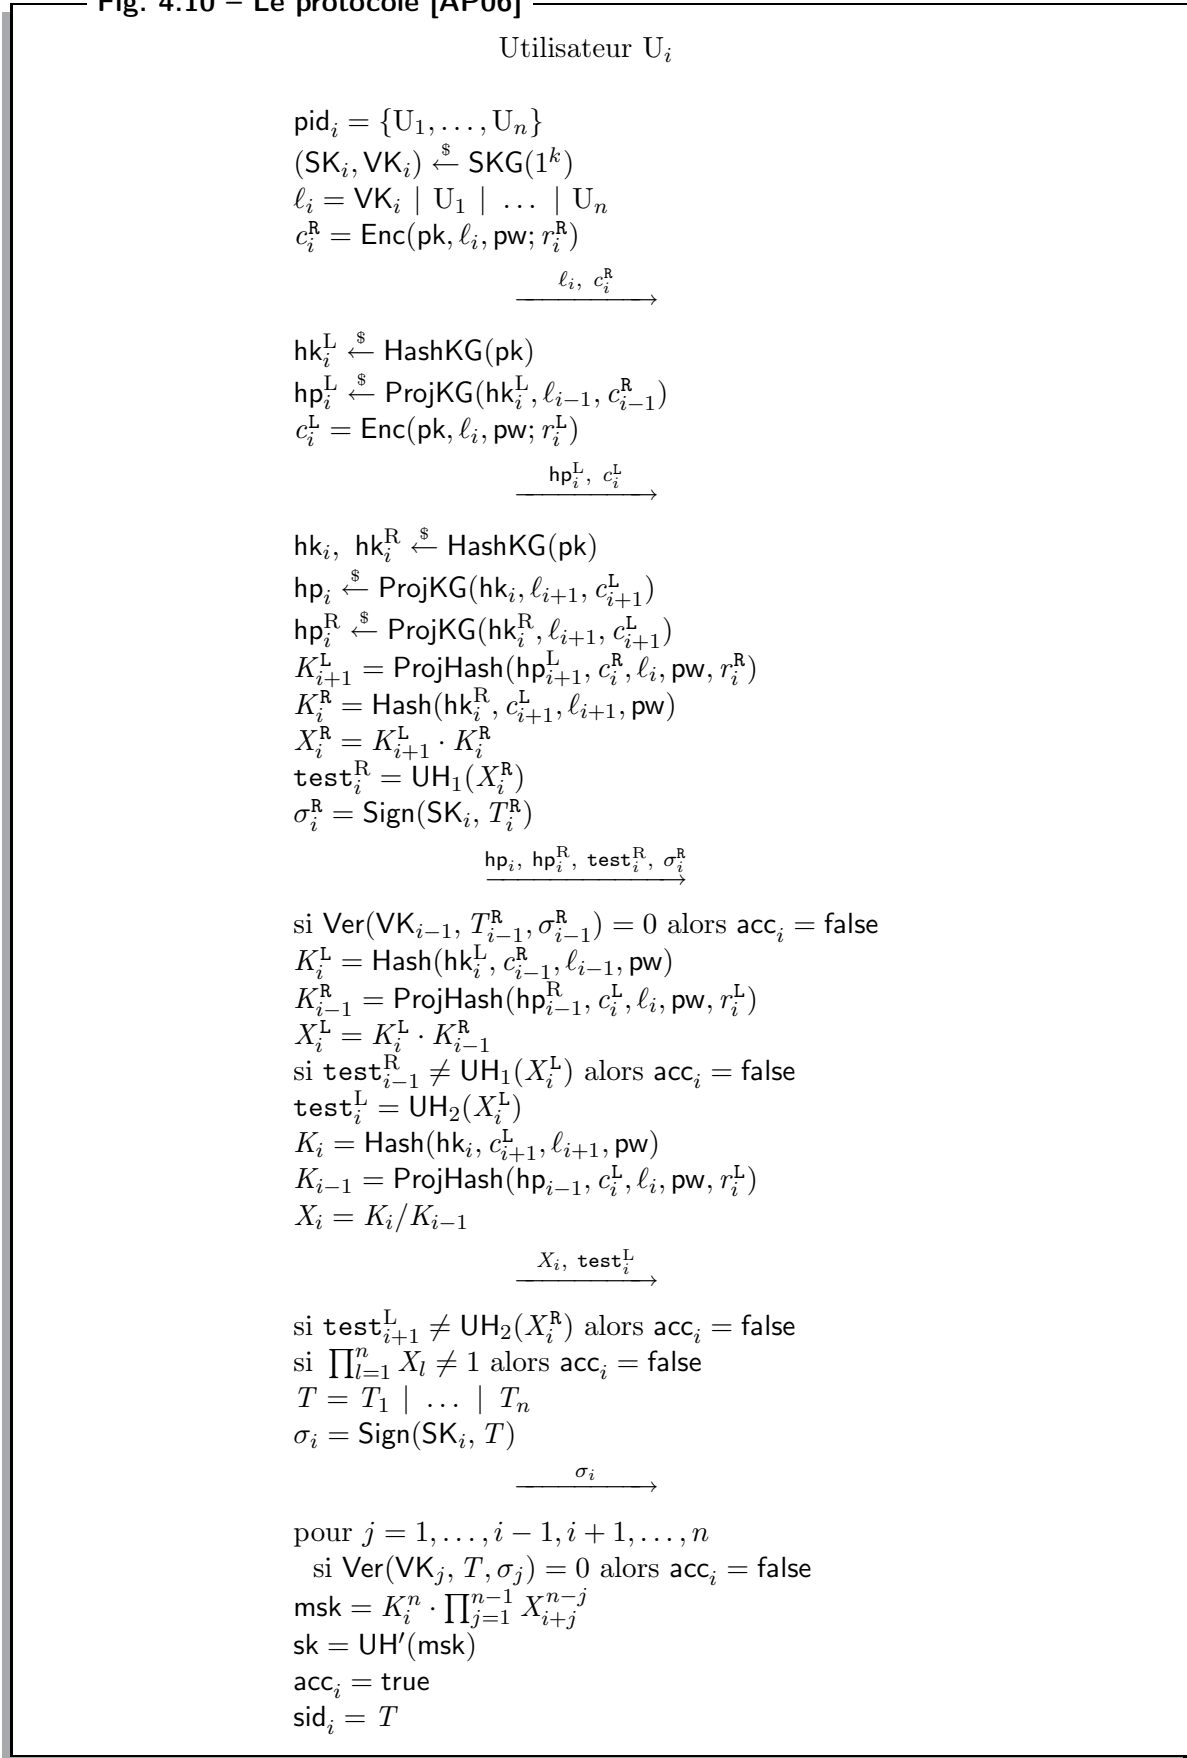 Fig. 4.10 – Le protocole [AP06]
Utilisateur U_i
pid_i = {U_1, …, U_n}
(SK_i, VK_i) ←^$ SKG(1^k)
ℓ_i = VK_i | U_1 | … | U_n
c_i^R = Enc(pk, ℓ_i, pw; r_i^R)
ℓ_i, c_i^R
hk_i^L ←^$ HashKG(pk)
hp_i^L ←^$ ProjKG(hk_i^L, ℓ_{i−1}, c_{i−1}^R)
c_i^L = Enc(pk, ℓ_i, pw; r_i^L)
hp_i^L, c_i^L
hk_i, hk_i^R ←^$ HashKG(pk)
hp_i ←^$ ProjKG(hk_i, ℓ_{i+1}, c_{i+1}^L)
hp_i^R ←^$ ProjKG(hk_i^R, ℓ_{i+1}, c_{i+1}^L)
K_{i+1}^L = ProjHash(hp_{i+1}^L, c_i^R, ℓ_i, pw, r_i^R)
K_i^R = Hash(hk_i^R, c_{i+1}^L, ℓ_{i+1}, pw)
X_i^R = K_{i+1}^L · K_i^R
test_i^R = UH_1(X_i^R)
σ_i^R = Sign(SK_i, T_i^R)
hp_i, hp_i^R, test_i^R, σ_i^R
si Ver(VK_{i−1}, T_{i−1}^R, σ_{i−1}^R) = 0 alors acc_i = false
K_i^L = Hash(hk_i^L, c_{i−1}^R, ℓ_{i−1}, pw)
K_{i−1}^R = ProjHash(hp_{i−1}^R, c_i^L, ℓ_i, pw, r_i^L)
X_i^L = K_i^L · K_{i−1}^R
si test_{i−1}^R ≠ UH_1(X_i^L) alors acc_i = false
test_i^L = UH_2(X_i^L)
K_i = Hash(hk_i, c_{i+1}^L, ℓ_{i+1}, pw)
K_{i−1} = ProjHash(hp_{i−1}, c_i^L, ℓ_i, pw, r_i^L)
X_i = K_i/K_{i−1}
X_i, test_i^L
si test_{i+1}^L ≠ UH_2(X_i^R) alors acc_i = false
si ∏_{l=1}^n X_l ≠ 1 alors acc_i = false
T = T_1 | … | T_n
σ_i = Sign(SK_i, T)
σ_i
pour j = 1, …, i − 1, i + 1, …, n
si Ver(VK_j, T, σ_j) = 0 alors acc_i = false
msk = K_i^n · ∏_{j=1}^{n−1} X_{i+j}^{n−j}
sk = UH′(msk)
acc_i = true
sid_i = T